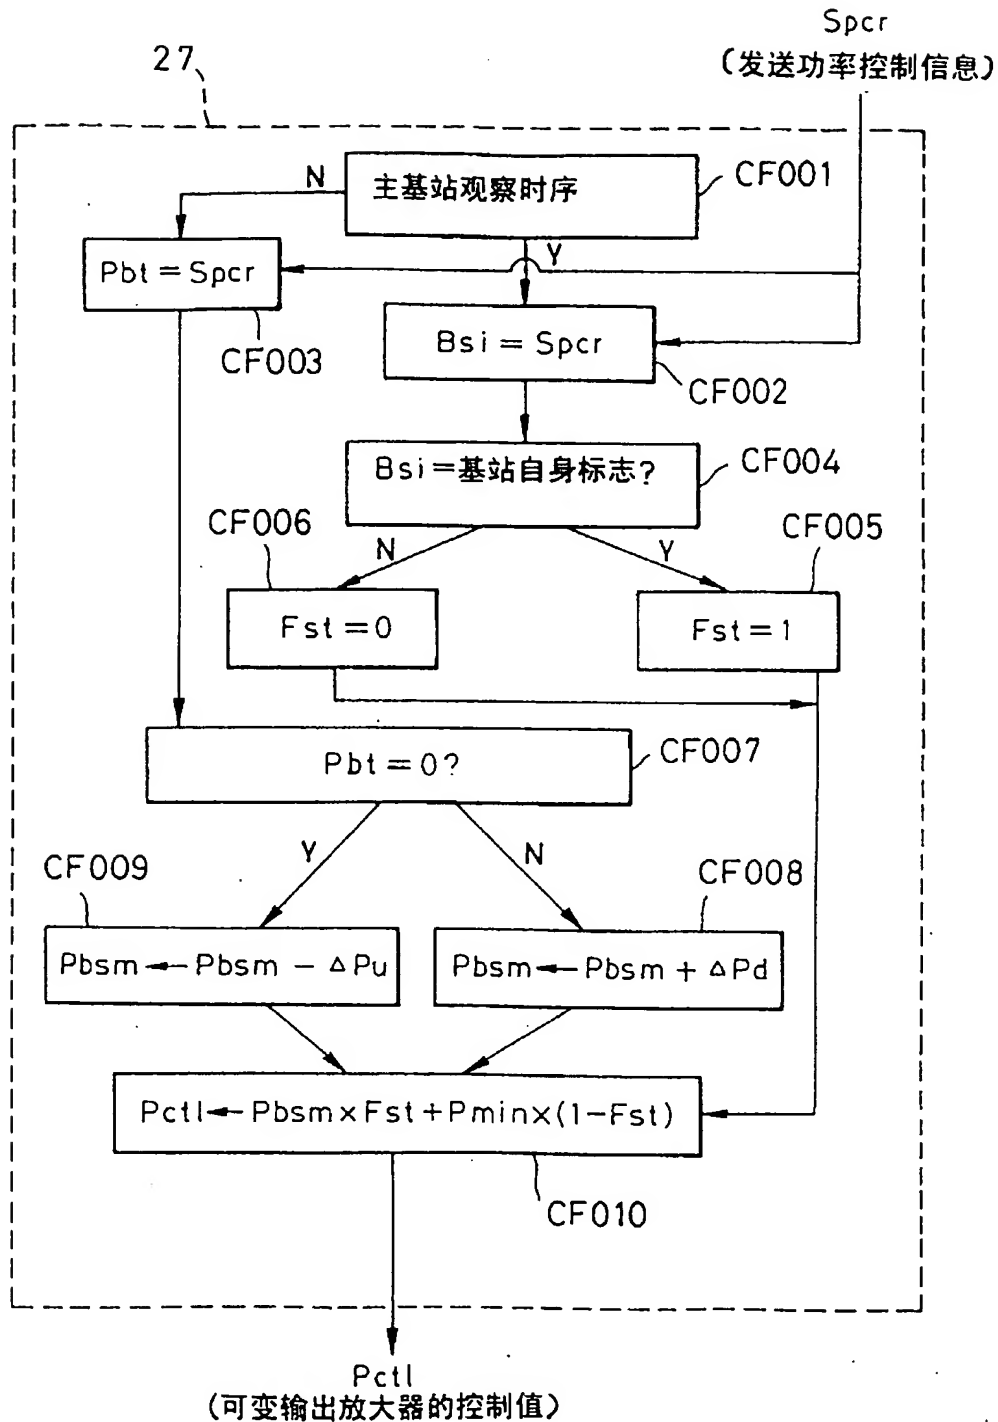 Spcr
(发送功率控制信息)
27
主基站观察时序
CF001
N
Y
Pbt = Spcr
CF003
Bsi = Spcr
CF002
Bsi = 基站自身标志?
CF004
CF006
N
Y
CF005
Fst = 0
Fst = 1
Pbt = 0?
CF007
CF009
Y
N
CF008
Pbsm ← Pbsm − ΔPu
Pbsm ← Pbsm + ΔPd
Pctl ← Pbsm×Fst+Pmin×(1-Fst)
CF010
Pctl
(可变输出放大器的控制值)